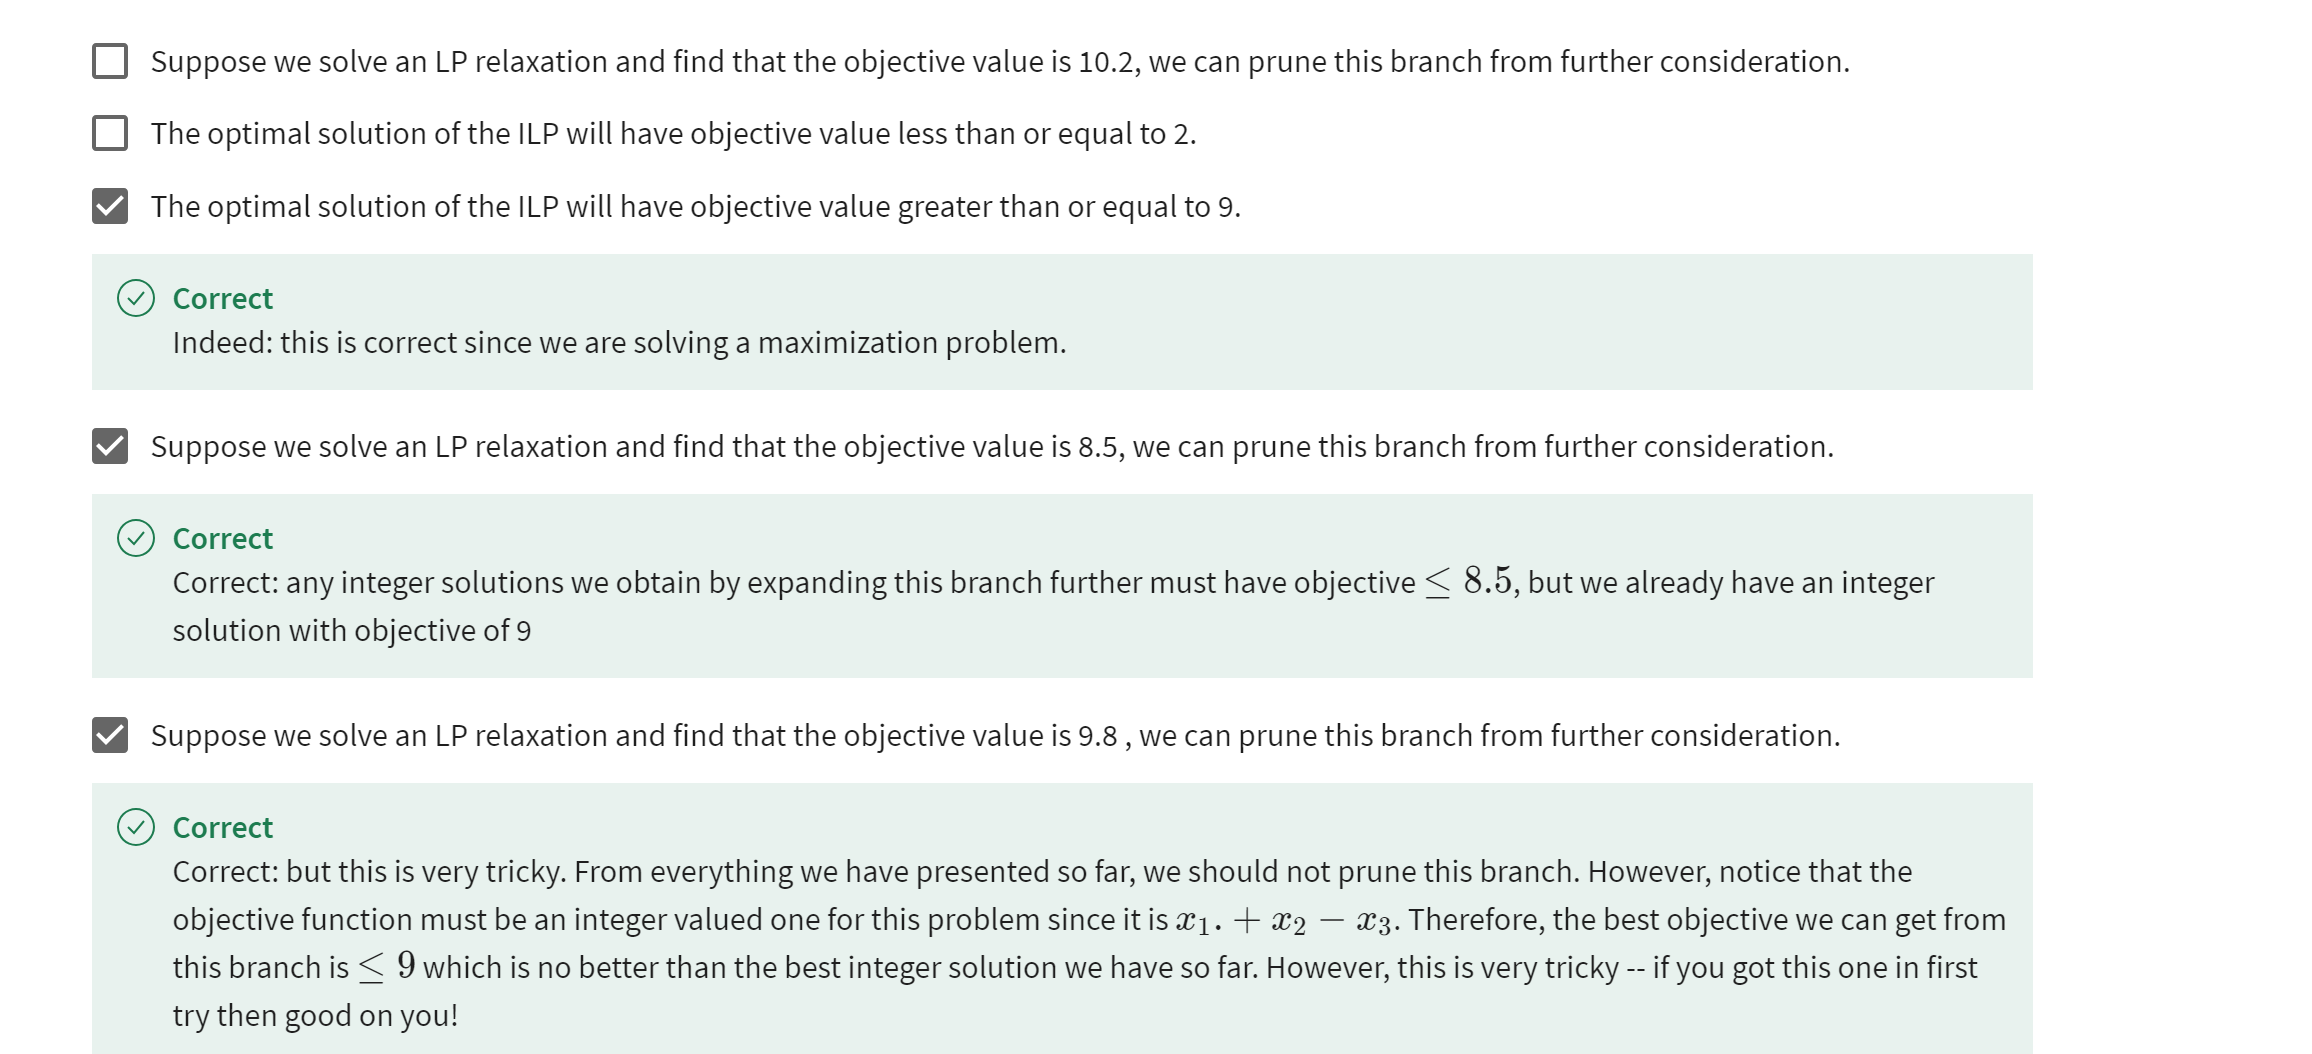 Suppose we solve an LP relaxation and find that the objective value is 10.2, we can prune this branch from further consideration.
The optimal solution of the ILP will have objective value less than or equal to 2.
The optimal solution of the ILP will have objective value greater than or equal to 9.
Correct
Indeed: this is correct since we are solving a maximization problem.
Suppose we solve an LP relaxation and find that the objective value is 8.5, we can prune this branch from further consideration.
Correct
Correct: any integer solutions we obtain by expanding this branch further must have objective ≤ 8.5, but we already have an integer
solution with objective of 9
Suppose we solve an LP relaxation and find that the objective value is 9.8 , we can prune this branch from further consideration.
Correct
Correct: but this is very tricky. From everything we have presented so far, we should not prune this branch. However, notice that the
objective function must be an integer valued one for this problem since it is x₁. + x₂ − x₃. Therefore, the best objective we can get from
this branch is ≤ 9 which is no better than the best integer solution we have so far. However, this is very tricky -- if you got this one in first
try then good on you!